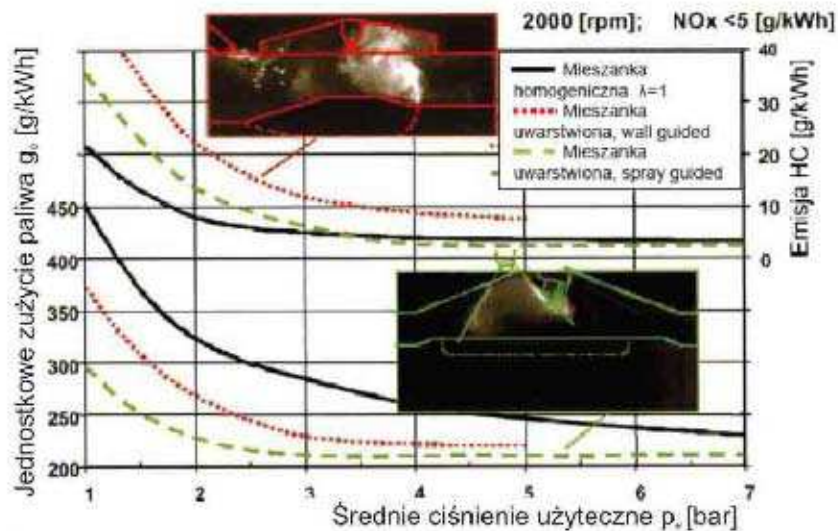 2000 [rpm]; NOx <5 [g/kWh]
Mieszanka
homogeniczna λ=1
Mieszanka
uwarstwiona, wall guided
Mieszanka
uwarstwiona, spray guided
Jednostkowe zużycie paliwa gₑ [g/kWh]
450
400
350
300
250
200
Emisja HC [g/kWh]
40
30
20
10
0
1 2 3 4 5 6 7
Średnie ciśnienie użyteczne pₑ [bar]